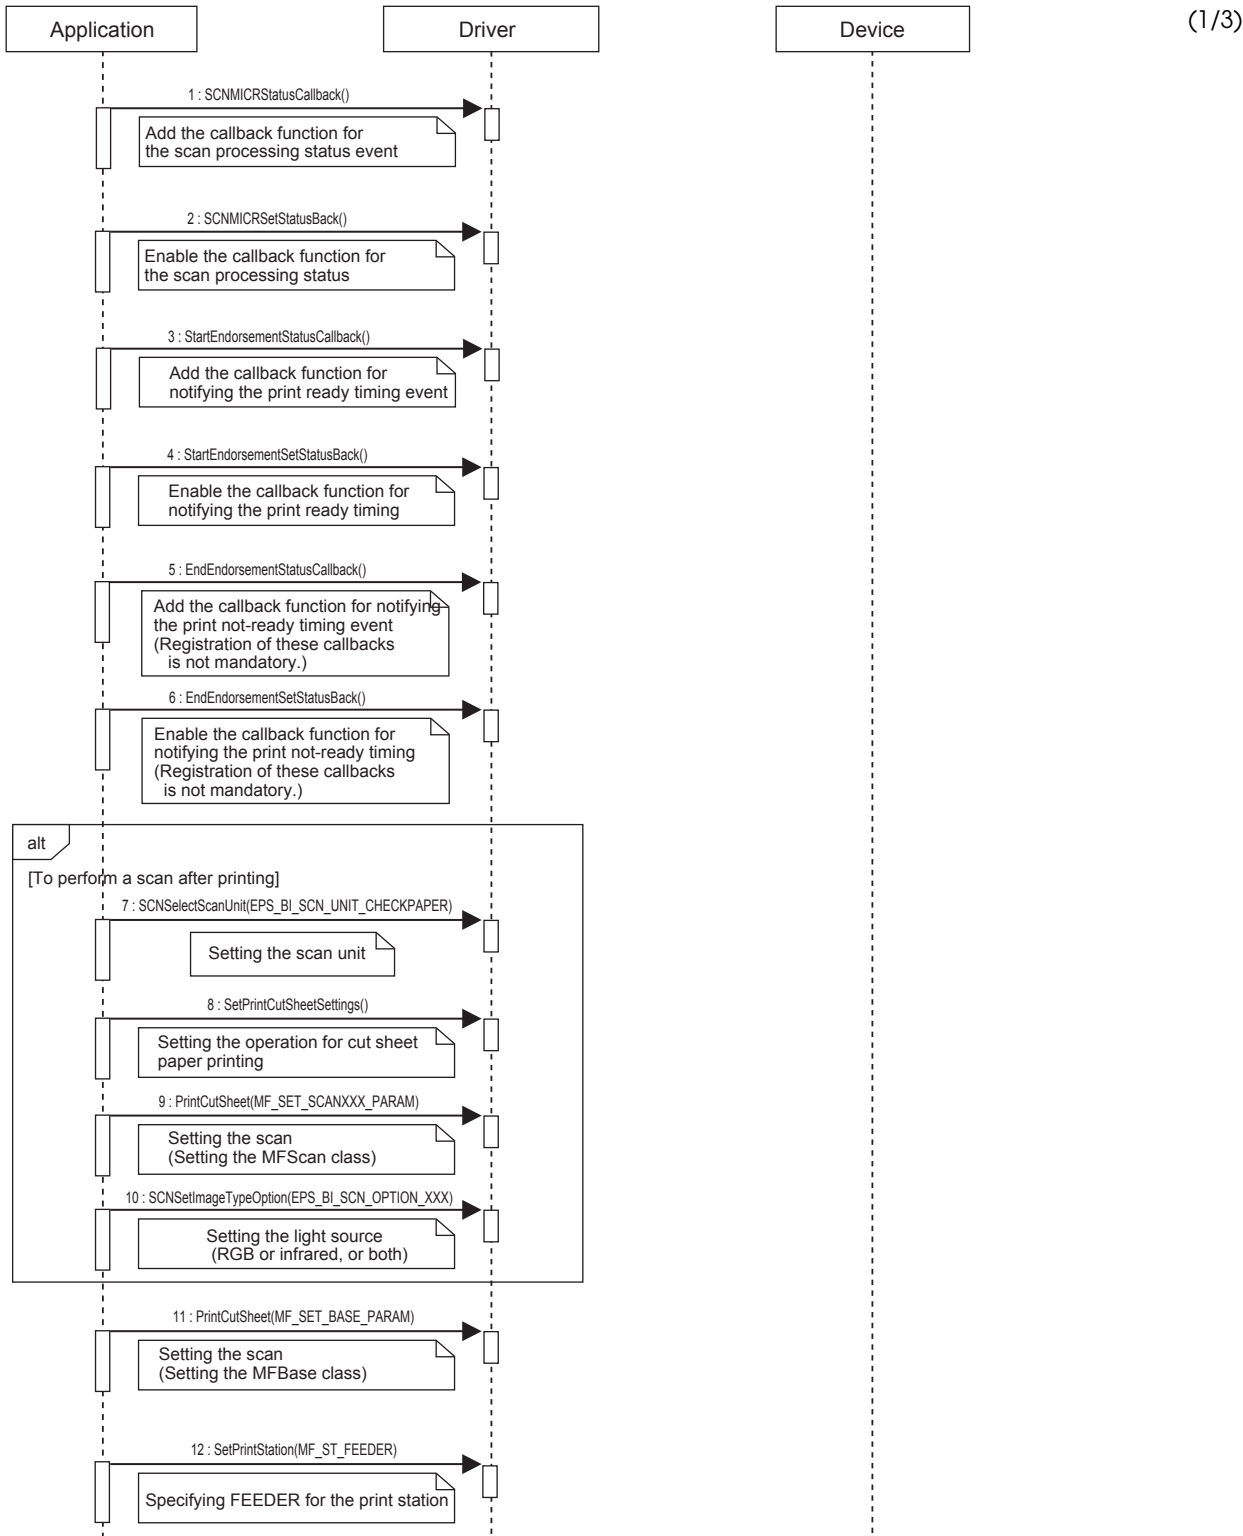 Application
Driver
Device
(1/3)
1 : SCNMICRStatusCallback()
Add the callback function for
the scan processing status event
2 : SCNMICRSetStatusBack()
Enable the callback function for
the scan processing status
3 : StartEndorsementStatusCallback()
Add the callback function for
notifying the print ready timing event
4 : StartEndorsementSetStatusBack()
Enable the callback function for
notifying the print ready timing
5 : EndEndorsementStatusCallback()
Add the callback function for notifying
the print not-ready timing event
(Registration of these callbacks
is not mandatory.)
6 : EndEndorsementSetStatusBack()
Enable the callback function for
notifying the print not-ready timing
(Registration of these callbacks
is not mandatory.)
alt
[To perform a scan after printing]
7 : SCNSelectScanUnit(EPS_BI_SCN_UNIT_CHECKPAPER)
Setting the scan unit
8 : SetPrintCutSheetSettings()
Setting the operation for cut sheet
paper printing
9 : PrintCutSheet(MF_SET_SCANXXX_PARAM)
Setting the scan
(Setting the MFScan class)
10 : SCNSetImageTypeOption(EPS_BI_SCN_OPTION_XXX)
Setting the light source
(RGB or infrared, or both)
11 : PrintCutSheet(MF_SET_BASE_PARAM)
Setting the scan
(Setting the MFBase class)
12 : SetPrintStation(MF_ST_FEEDER)
Specifying FEEDER for the print station